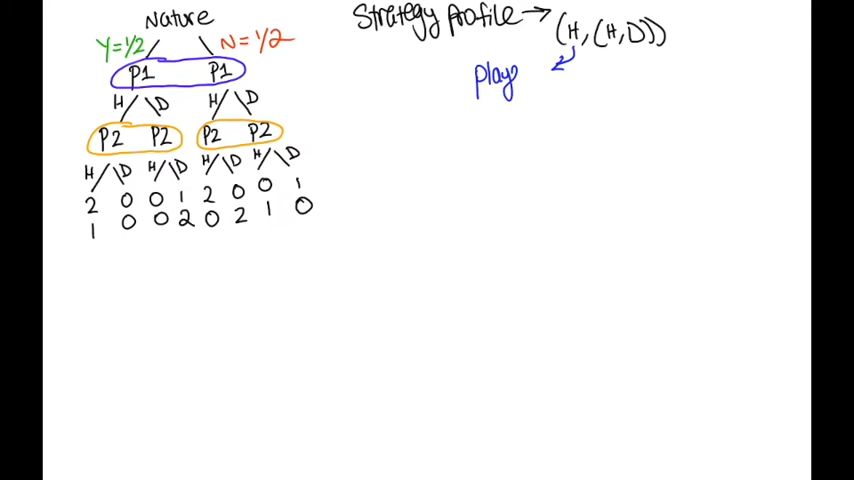 Nature
Strategy profile → (H,(H,D))
Y=1/2 N=1/2
P1 P1
Play
H D H D
P2 P2 P2 P2
H D H D H D H D
2 0 0 1 2 0 0 1
1 0 0 2 0 2 1 0